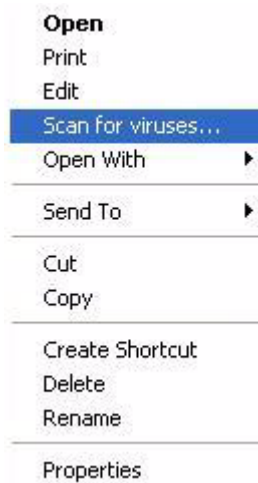 Open
Print
Edit
Scan for viruses...
Open With
Send To
Cut
Copy
Create Shortcut
Delete
Rename
Properties